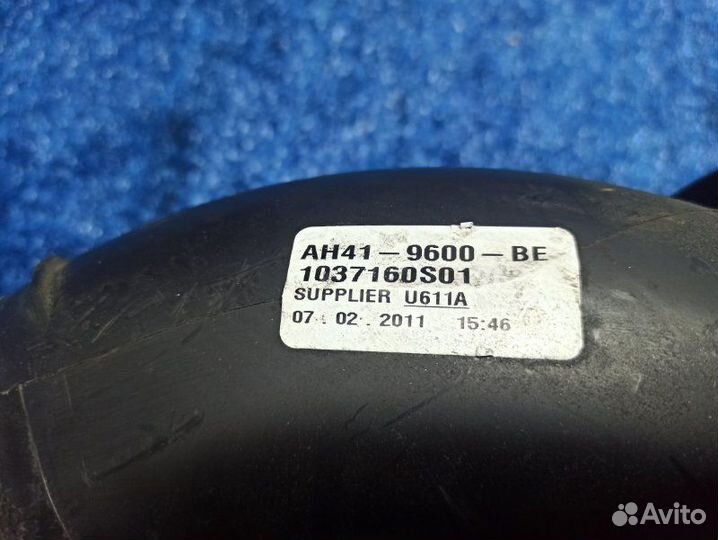 AH41-9600-BE
1037160S01
SUPPLIER U611A
07.02.2011 15:46
Avito